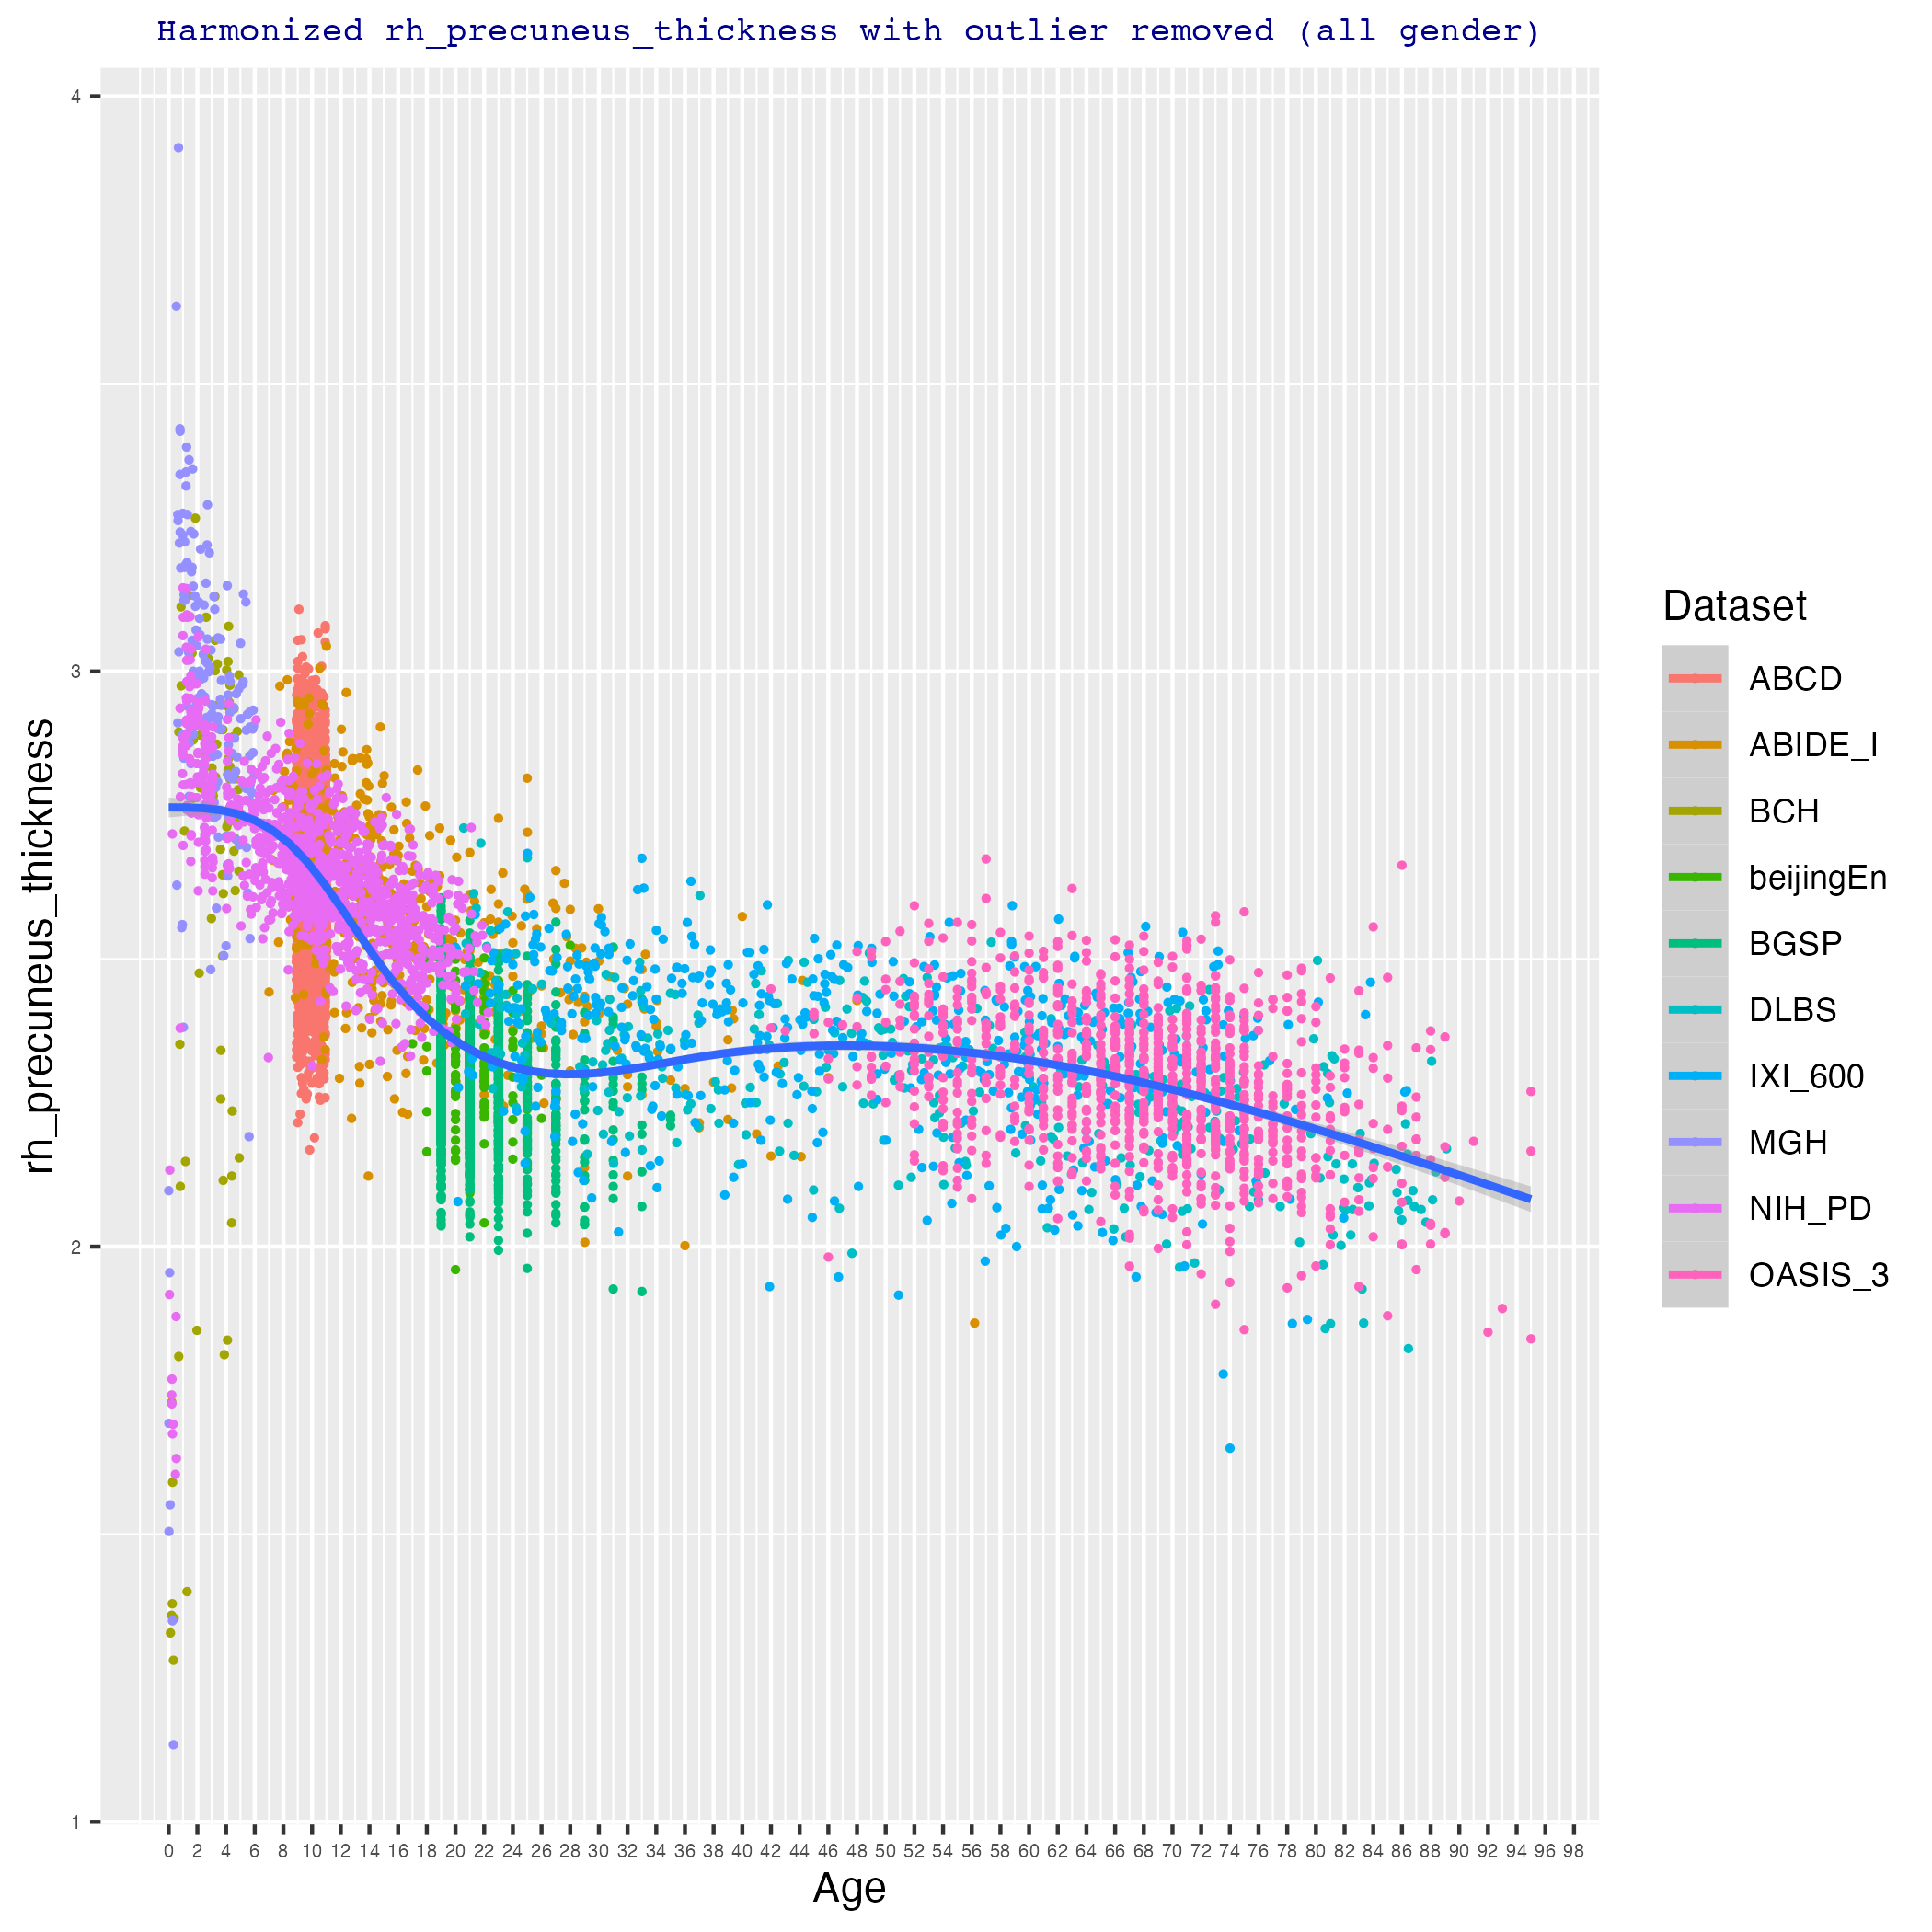 Harmonized rh_precuneus_thickness with outlier removed (all gender)
rh_precuneus_thickness
4
3
2
1
0 2 4 6 8 10 12 14 16 18 20 22 24 26 28 30 32 34 36 38 40 42 44 46 48 50 52 54 56 58 60 62 64 66 68 70 72 74 76 78 80 82 84 86 88 90 92 94 96 98
Age
Dataset
ABCD
ABIDE_I
BCH
beijingEn
BGSP
DLBS
IXI_600
MGH
NIH_PD
OASIS_3